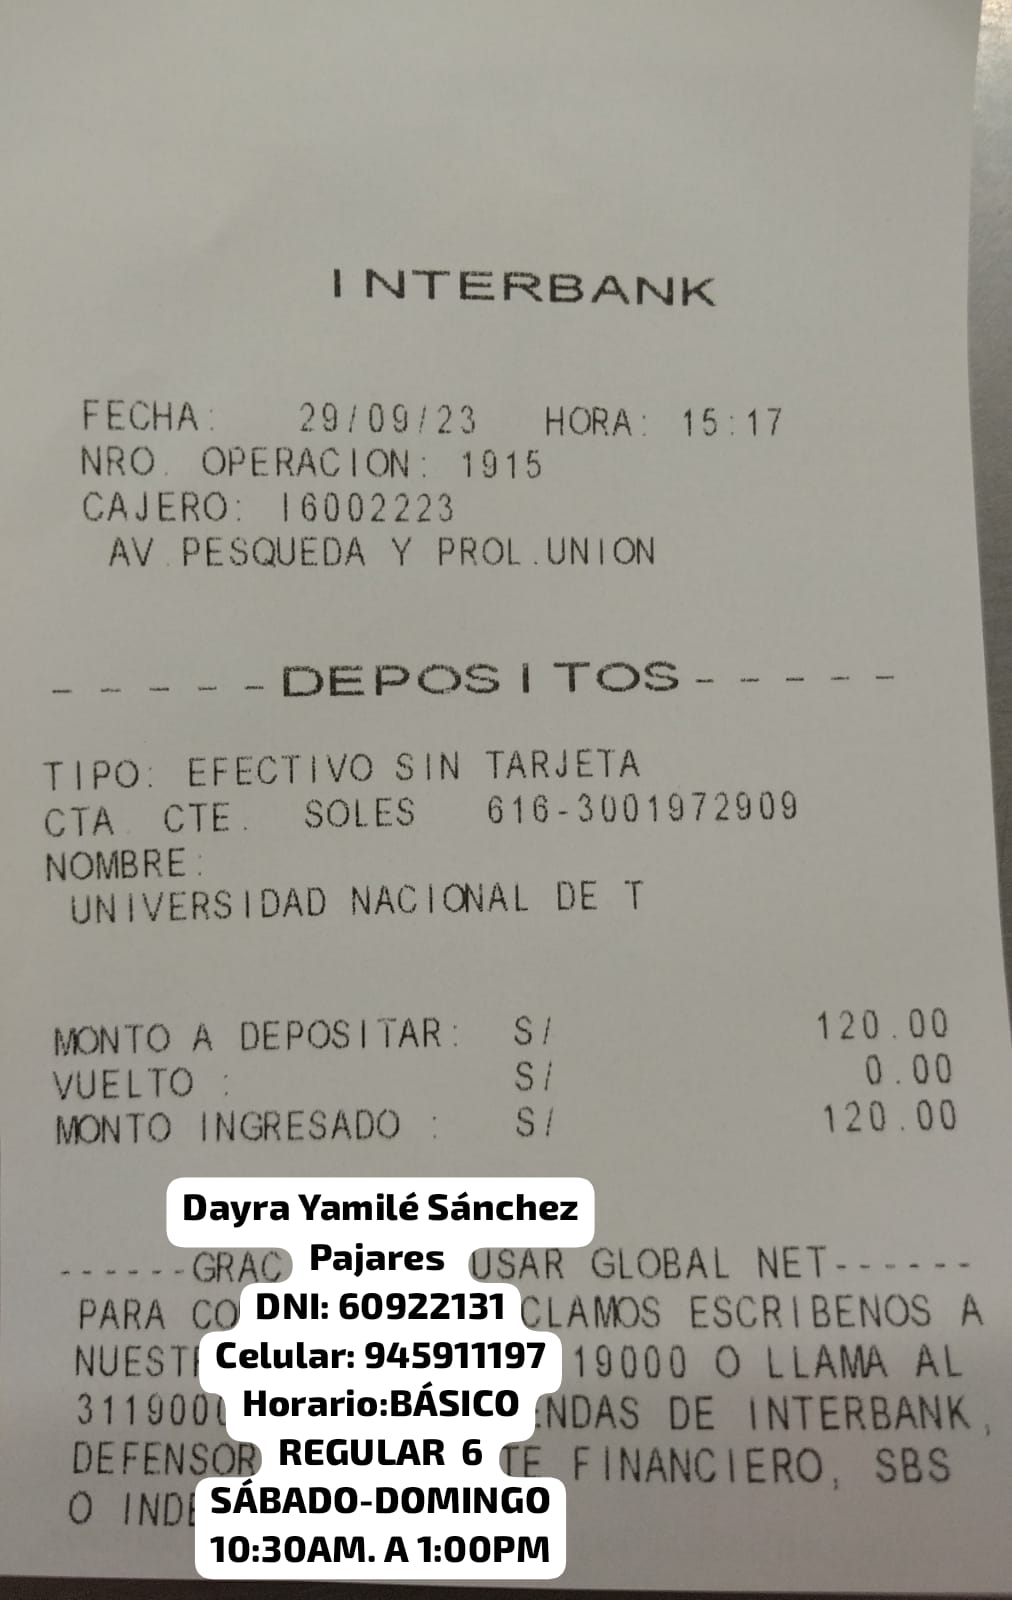 INTERBANK
FECHA: 29/09/23 HORA: 15:17
NRO. OPERACION: 1915
CAJERO: I6002223
AV.PESQUEDA Y PROL.UNION
-----DEPOSITOS-----
TIPO: EFECTIVO SIN TARJETA
CTA CTE. SOLES 616-3001972909
NOMBRE:
UNIVERSIDAD NACIONAL DE T
MONTO A DEPOSITAR: S/ 120.00
VUELTO : S/ 0.00
MONTO INGRESADO : S/ 120.00
Dayra Yamilé Sánchez
Pajares
DNI: 60922131
Celular: 945911197
Horario:BÁSICO
REGULAR 6
SÁBADO-DOMINGO
10:30AM. A 1:00PM
------GRAC USAR GLOBAL NET------
PARA CO CLAMOS ESCRIBENOS A
NUEST 19000 O LLAMA AL
311900 NDAS DE INTERBANK,
DEFENSOR TE FINANCIERO, SBS
O INDE